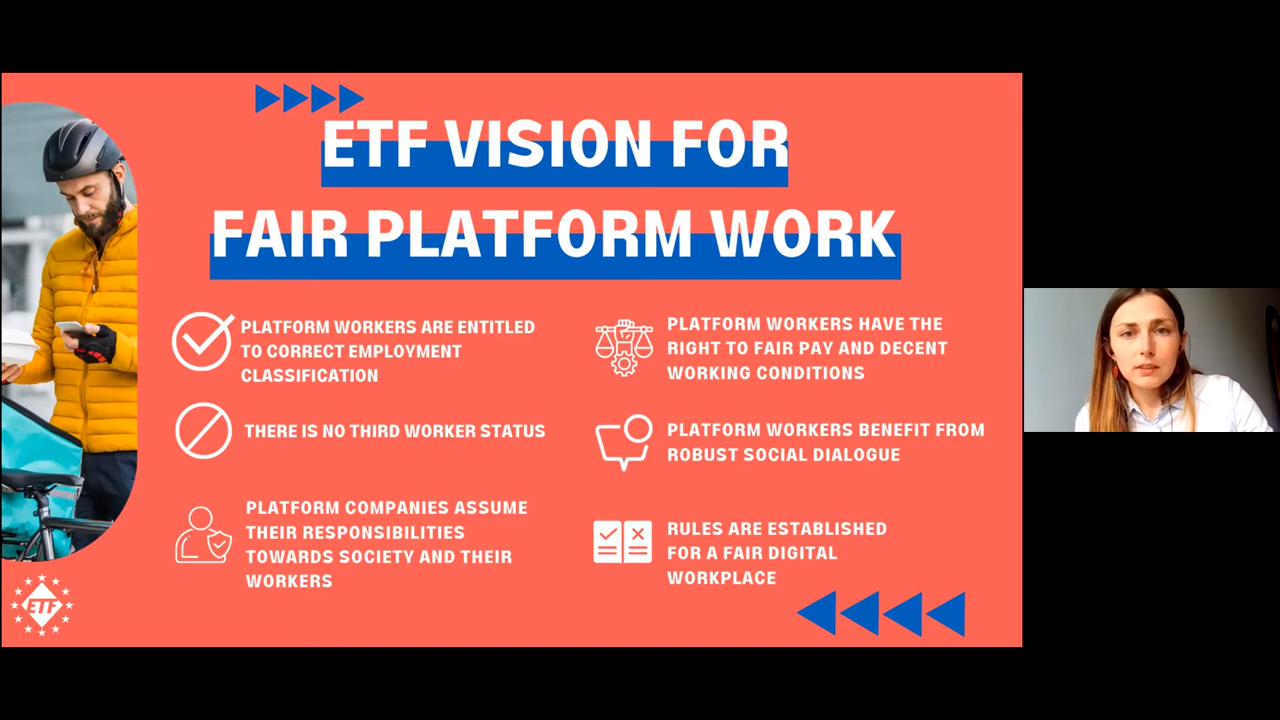 ETF VISION FOR
FAIR PLATFORM WORK
PLATFORM WORKERS ARE ENTITLED
TO CORRECT EMPLOYMENT
CLASSIFICATION
THERE IS NO THIRD WORKER STATUS
PLATFORM COMPANIES ASSUME
THEIR RESPONSIBILITIES
TOWARDS SOCIETY AND THEIR
WORKERS
PLATFORM WORKERS HAVE THE
RIGHT TO FAIR PAY AND DECENT
WORKING CONDITIONS
PLATFORM WORKERS BENEFIT FROM
ROBUST SOCIAL DIALOGUE
RULES ARE ESTABLISHED
FOR A FAIR DIGITAL
WORKPLACE
ETF